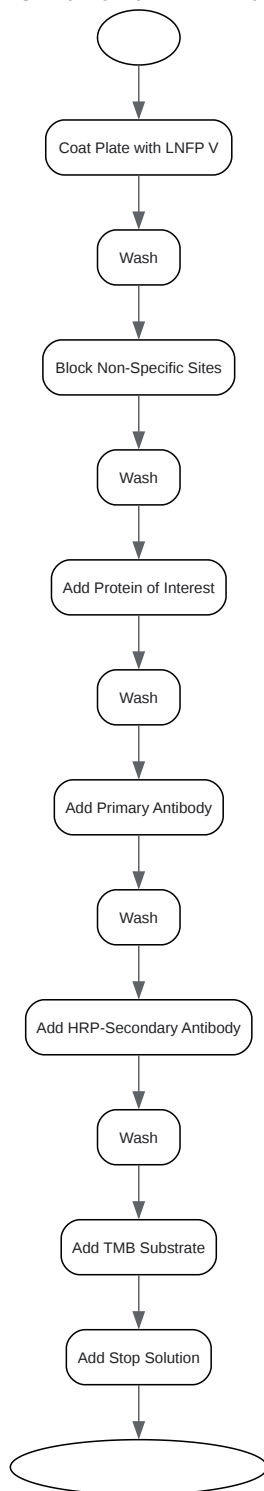 Coat Plate with LNFP V
Wash
Block Non-Specific Sites
Wash
Add Protein of Interest
Wash
Add Primary Antibody
Wash
Add HRP-Secondary Antibody
Wash
Add TMB Substrate
Add Stop Solution